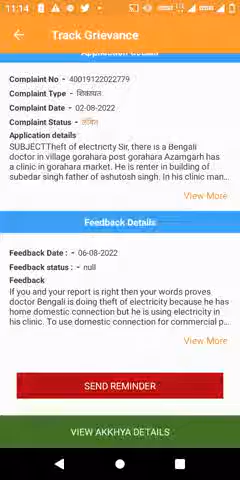 11:14
Track Grievance
Application Details
Complaint No - 40019122022779
Complaint Type - शिकायत
Complaint Date - 02-08-2022
Complaint Status - लंबित
Application details
SUBJECTTheft of electricty Sir, there is a Bengali
doctor in village gorahara post gorahara Azamgarh has
a clinic in gorahara market. He is renter in building of
subedar singh father of ashutosh singh. In his clinic man...
View More
Feedback Details
Feedback Date : - 06-08-2022
Feedback status : - null
Feedback
If you and your report is right then your words proves
doctor Bengali is doing theft of electricity because he has
home domestic connection but he is using electricity in
his clinic. To use domestic connection for commercial p...
View More
SEND REMINDER
VIEW AKKHYA DETAILS